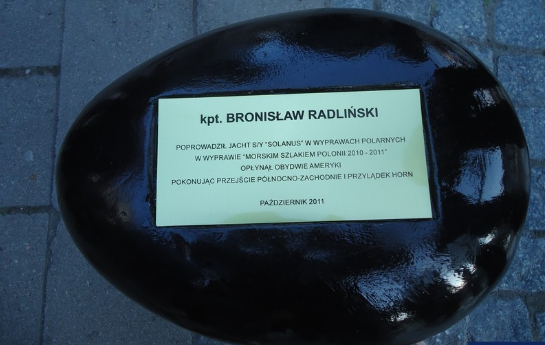 kpt. BRONISŁAW RADLIŃSKI
POPROWADZIŁ JACHT S/Y "SOLANUS" W WYPRAWACH POLARNYCH
W WYPRAWIE "MORSKIM SZLAKIEM POLONII 2010 - 2011"
OPŁYNĄŁ OBYDWIE AMERYKI
POKONUJĄC PRZEJŚCIE PÓŁNOCNO-ZACHODNIE I PRZYLĄDEK HORN
PAŹDZIERNIK 2011